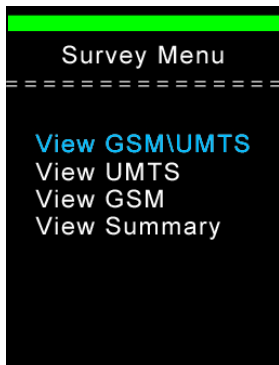 Survey Menu
= = = = = = = = = = = = = = =
View GSM\UMTS
View UMTS
View GSM
View Summary